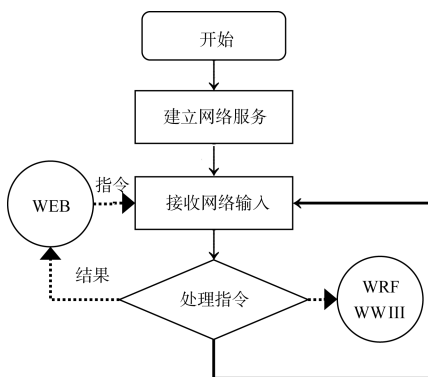 开始
建立网络服务
指令
WEB
接收网络输入
结果
处理指令
WRF
WWIII